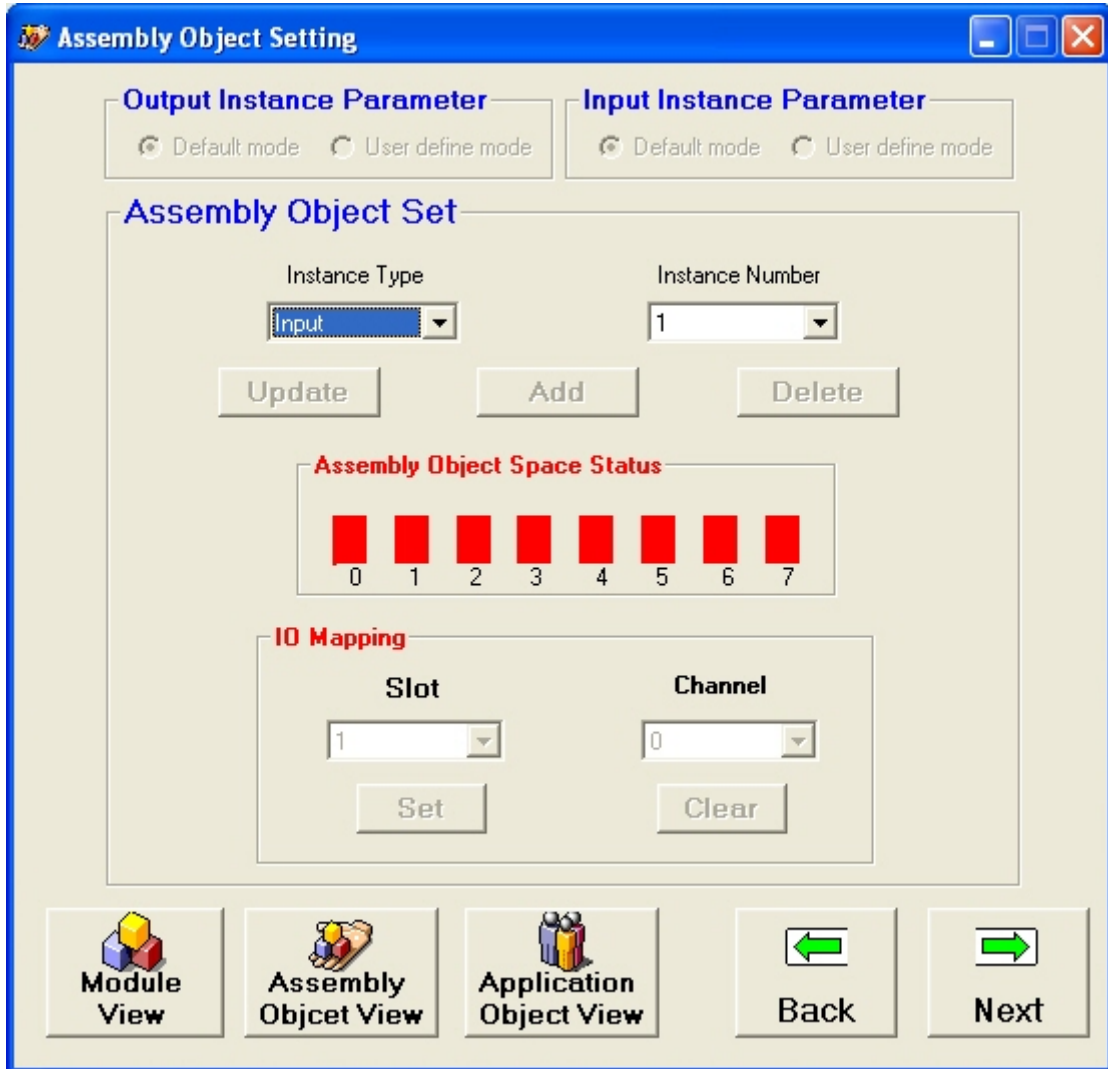 Assembly Object Setting
Output Instance Parameter
Default mode User define mode
Input Instance Parameter
Default mode User define mode
Assembly Object Set
Instance Type Instance Number
Input 1
Update Add Delete
Assembly Object Space Status
0 1 2 3 4 5 6 7
IO Mapping
Slot Channel
1 0
Set Clear
Module
View
Assembly
Objcet View
Application
Object View
Back
Next